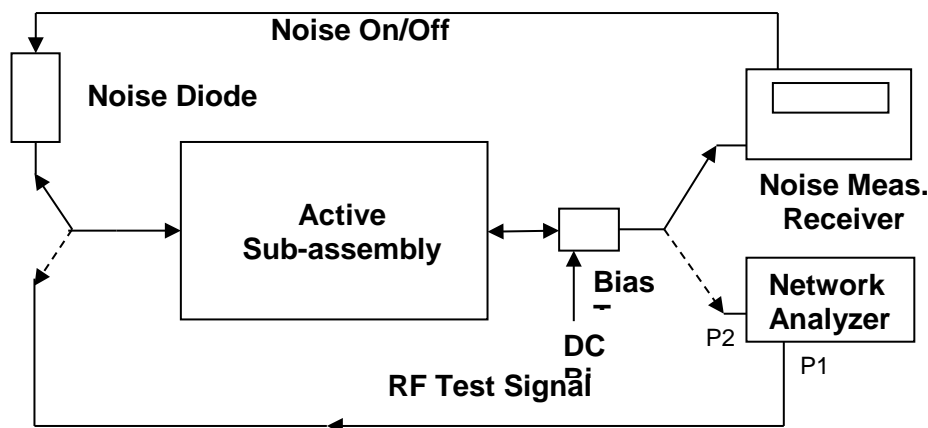 Noise On/Off
Noise Diode
Active
Sub-assembly
Noise Meas.
Receiver
Bias
Network
Analyzer
P2
P1
DC
RF Test Signal